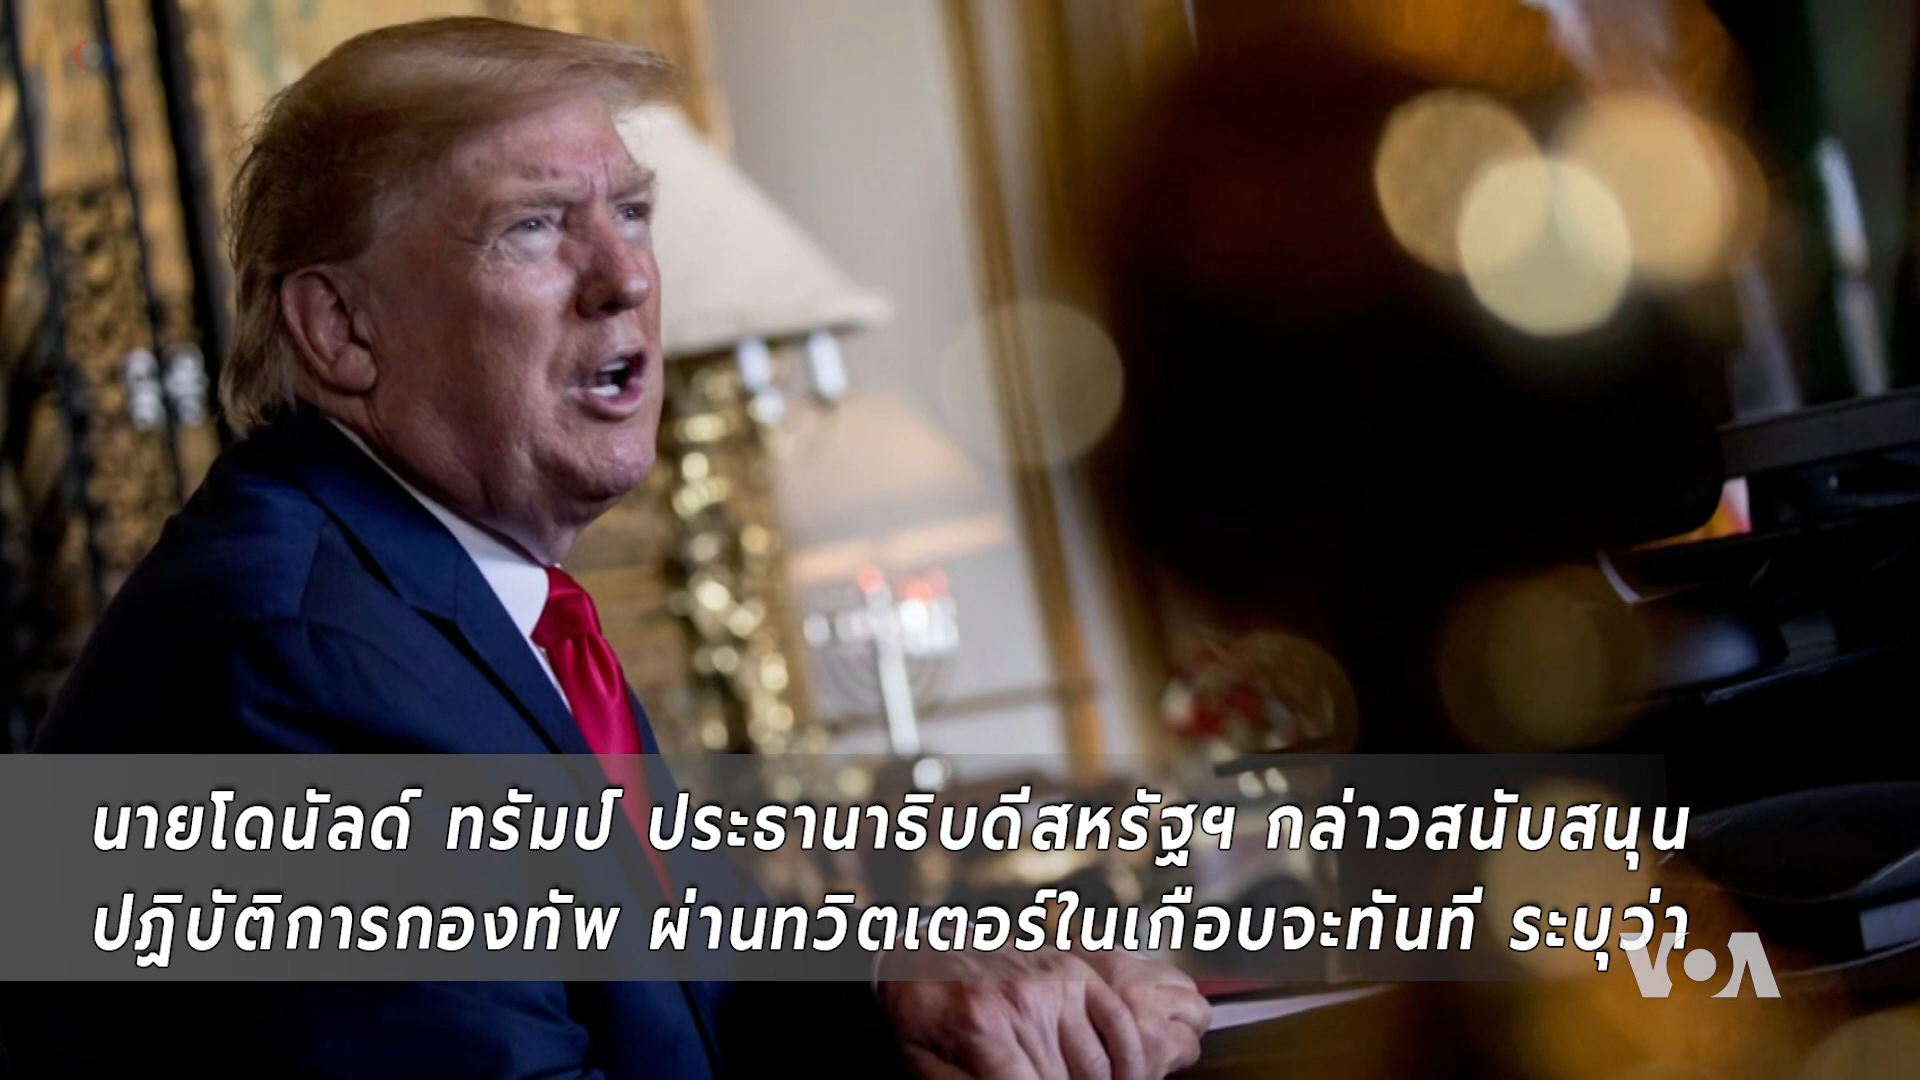 นายโดนัลด์ ทรัมป์ ประธานาธิบดีสหรัฐฯ กล่าวสนับสนุน
ปฏิบัติการกองทัพ ผ่านทวิตเตอร์ในเกือบจะทันที ระบุว่า
VOA